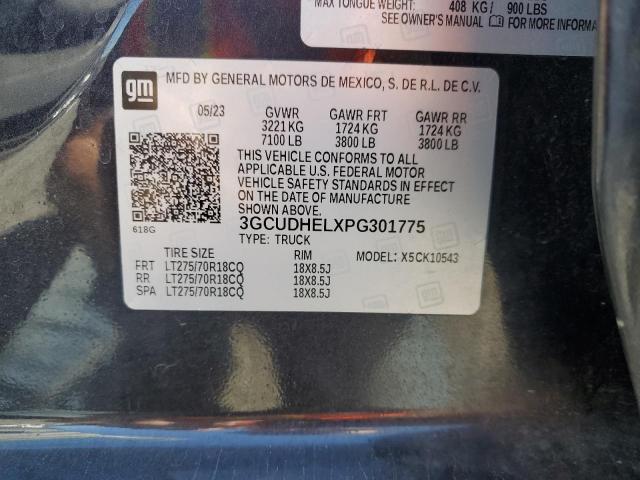 MAX TONGUE WEIGHT: 408 KG/ 900 LBS
SEE OWNER'S MANUAL FOR MORE INFORMATION
gm
MFD BY GENERAL MOTORS DE MEXICO, S. DE R.L. DE C.V.
05/23 GVWR GAWR FRT GAWR RR
3221 KG 1724 KG 1724 KG
7100 LB 3800 LB 3800 LB
THIS VEHICLE CONFORMS TO ALL
APPLICABLE U.S. FEDERAL MOTOR
VEHICLE SAFETY STANDARDS IN EFFECT
ON THE DATE OF MANUFACTURE
SHOWN ABOVE.
618G
3GCUDHELXPG301775
TYPE: TRUCK
TIRE SIZE RIM MODEL: X5CK10543
FRT LT275/70R18CQ 18X8.5J
RR LT275/70R18CQ 18X8.5J
SPA LT275/70R18CQ 18X8.5J